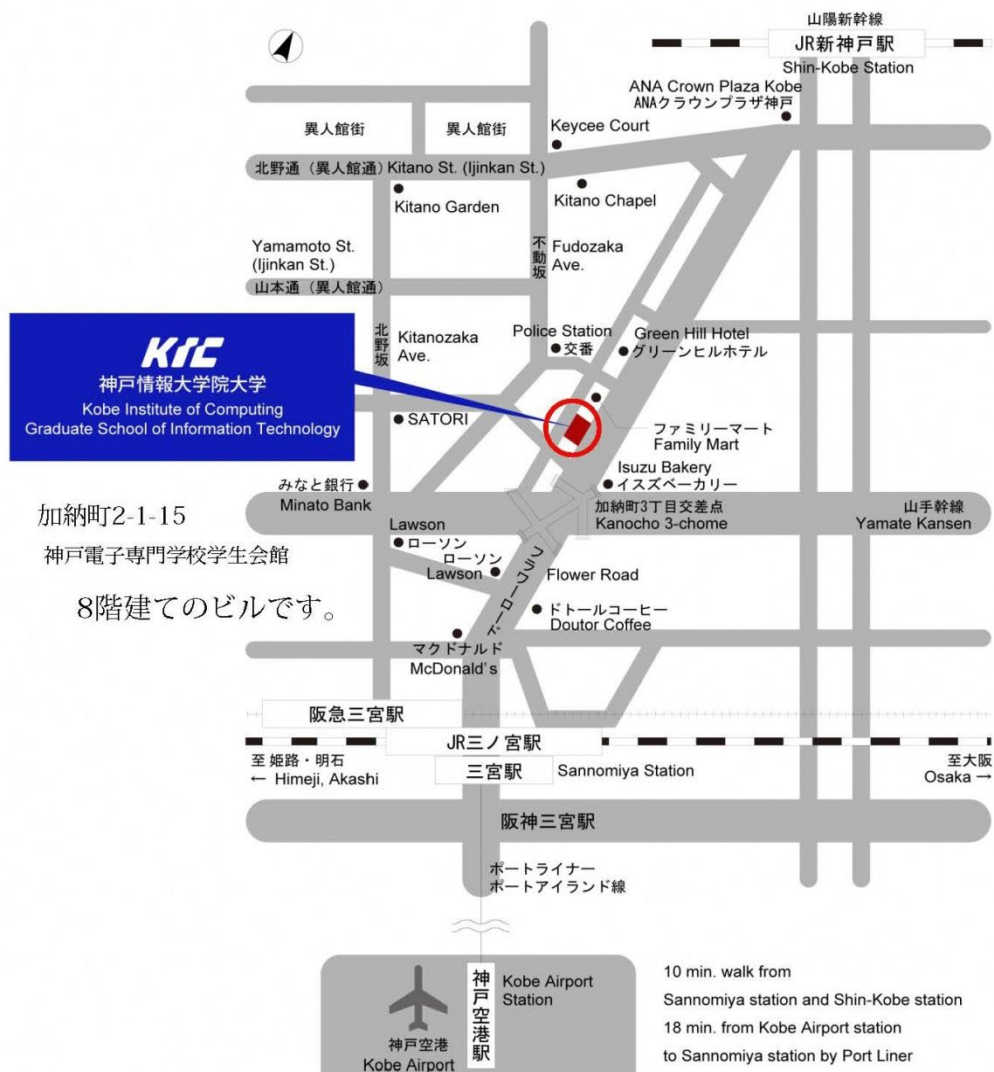 山陽新幹線
JR新神戸駅
Shin-Kobe Station
ANA Crown Plaza Kobe
ANAクラウンプラザ神戸
異人館街
異人館街
Keycee Court
北野通（異人館通）Kitano St. (Ijinkan St.)
Kitano Garden
Kitano Chapel
Yamamoto St.
(Ijinkan St.)
山本通（異人館通）
不動坂
Fudozaka
Ave.
北野坂
Kitanozaka
Ave.
Police Station
交番
Green Hill Hotel
グリーンヒルホテル
KIC
神戸情報大学院大学
Kobe Institute of Computing
Graduate School of Information Technology
SATORI
ファミリーマート
Family Mart
Isuzu Bakery
イスズベーカリー
みなと銀行
Minato Bank
加納町3丁目交差点
Kanocho 3-chome
山手幹線
Yamate Kansen
加納町2-1-15
神戸電子専門学校学生会館
8階建てのビルです。
Lawson
ローソン
ローソン
Lawson
フラワーロード
Flower Road
ドトールコーヒー
Doutor Coffee
マクドナルド
McDonald's
阪急三宮駅
JR三ノ宮駅
三宮駅
Sannomiya Station
至 姫路・明石
← Himeji, Akashi
至大阪
Osaka →
阪神三宮駅
ポートライナー
ポートアイランド線
神戸空港駅
Kobe Airport
Station
神戸空港
Kobe Airport
10 min. walk from
Sannomiya station and Shin-Kobe station
18 min. from Kobe Airport station
to Sannomiya station by Port Liner